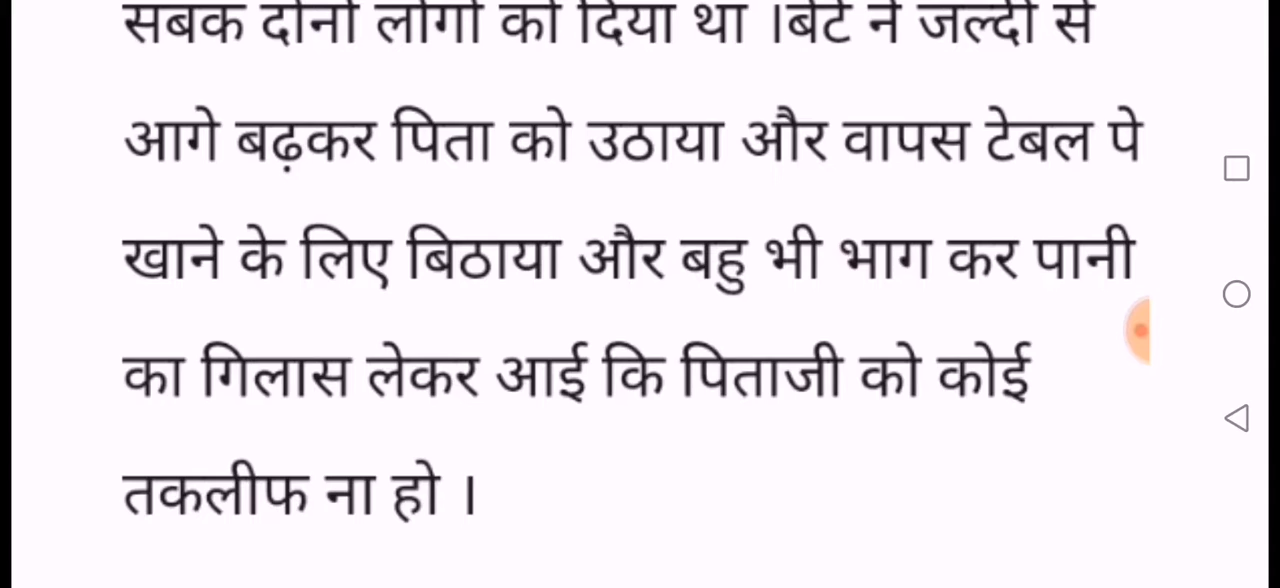 सबक दोनों लोगों को दिया था ।बेटे ने जल्दी से
आगे बढ़कर पिता को उठाया और वापस टेबल पे
खाने के लिए बिठाया और बहु भी भाग कर पानी
का गिलास लेकर आई कि पिताजी को कोई
तकलीफ ना हो ।